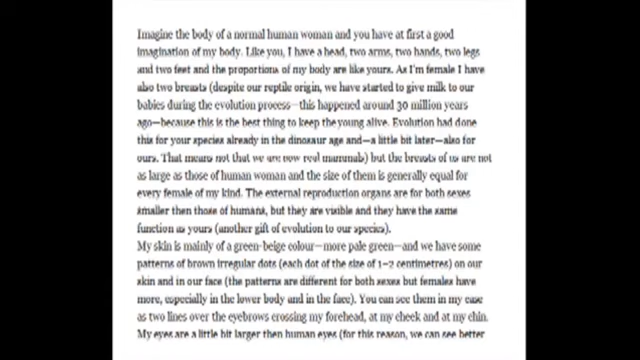 Imagine the body of a normal human woman and you have at first a good
imagination of my body. Like you, I have a head, two arms, two hands, two legs
and two feet and the proportions of my body are like yours. As I'm female I have
also two breasts (despite our reptile origin, we have started to give milk to our
babies during the evolution process—this happened around 30 million years
ago—because this is the best thing to keep the young alive. Evolution had done
this for your species already in the dinosaur age and—a little bit later—also for
ours. That means not that we are now real mammals) but the breasts of us are not
as large as those of human woman and the size of them is generally equal for
every female of my kind. The external reproduction organs are for both sexes
smaller then those of humans, but they are visible and they have the same
function as yours (another gift of evolution to our species).
My skin is mainly of a green-beige colour—more pale green—and we have some
patterns of brown irregular dots (each dot of the size of 1–2 centimetres) on our
skin and in our face (the patterns are different for both sexes but females have
more, especially in the lower body and in the face). You can see them in my case
as two lines over the eyebrows crossing my forehead, at my cheek and at my chin.
My eyes are a little bit larger then human eyes (for this reason, we can see better